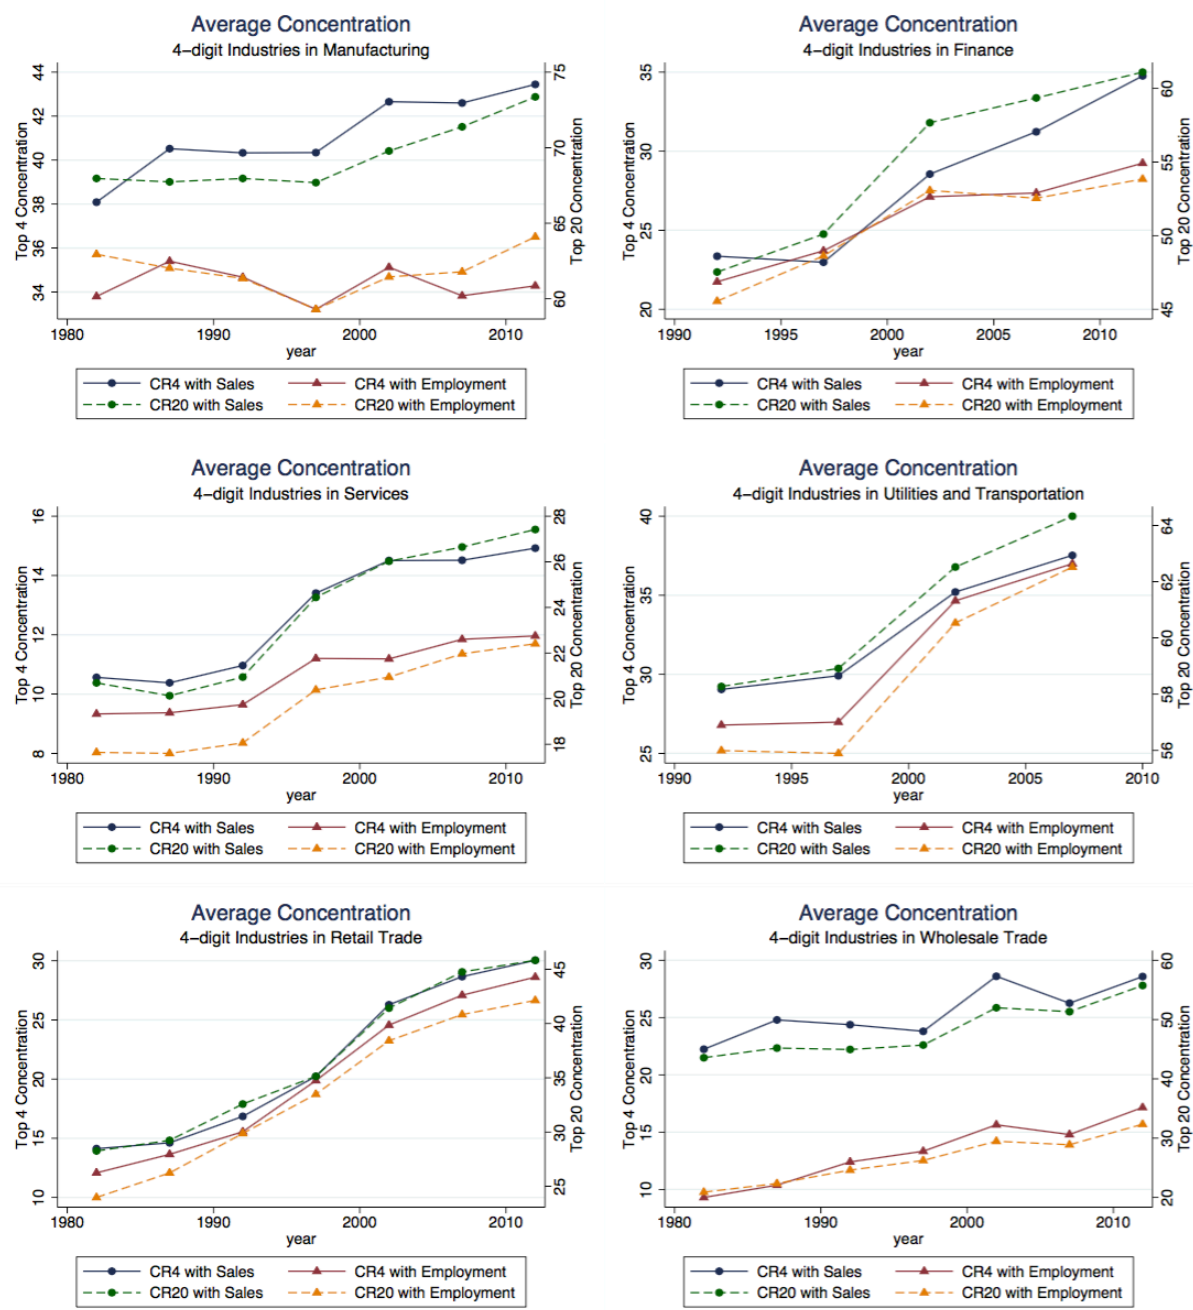 Average Concentration
4-digit Industries in Manufacturing
Top 4 Concentration
34 36 38 40 42 44
60 65 70 75
Top 20 Concentration
1980 1990 2000 2010
year
CR4 with Sales CR4 with Employment
CR20 with Sales CR20 with Employment
Average Concentration
4-digit Industries in Finance
Top 4 Concentration
20 25 30 35
45 50 55 60
Top 20 Concentration
1990 1995 2000 2005 2010
year
CR4 with Sales CR4 with Employment
CR20 with Sales CR20 with Employment
Average Concentration
4-digit Industries in Services
Top 4 Concentration
8 10 12 14 16
18 20 22 24 26 28
Top 20 Concentration
1980 1990 2000 2010
year
CR4 with Sales CR4 with Employment
CR20 with Sales CR20 with Employment
Average Concentration
4-digit Industries in Utilities and Transportation
Top 4 Concentration
25 30 35 40
56 58 60 62 64
Top 20 Concentration
1990 1995 2000 2005 2010
year
CR4 with Sales CR4 with Employment
CR20 with Sales CR20 with Employment
Average Concentration
4-digit Industries in Retail Trade
Top 4 Concentration
10 15 20 25 30
25 30 35 40 45
Top 20 Concentration
1980 1990 2000 2010
year
CR4 with Sales CR4 with Employment
CR20 with Sales CR20 with Employment
Average Concentration
4-digit Industries in Wholesale Trade
Top 4 Concentration
10 15 20 25 30
20 30 40 50 60
Top 20 Concentration
1980 1990 2000 2010
year
CR4 with Sales CR4 with Employment
CR20 with Sales CR20 with Employment